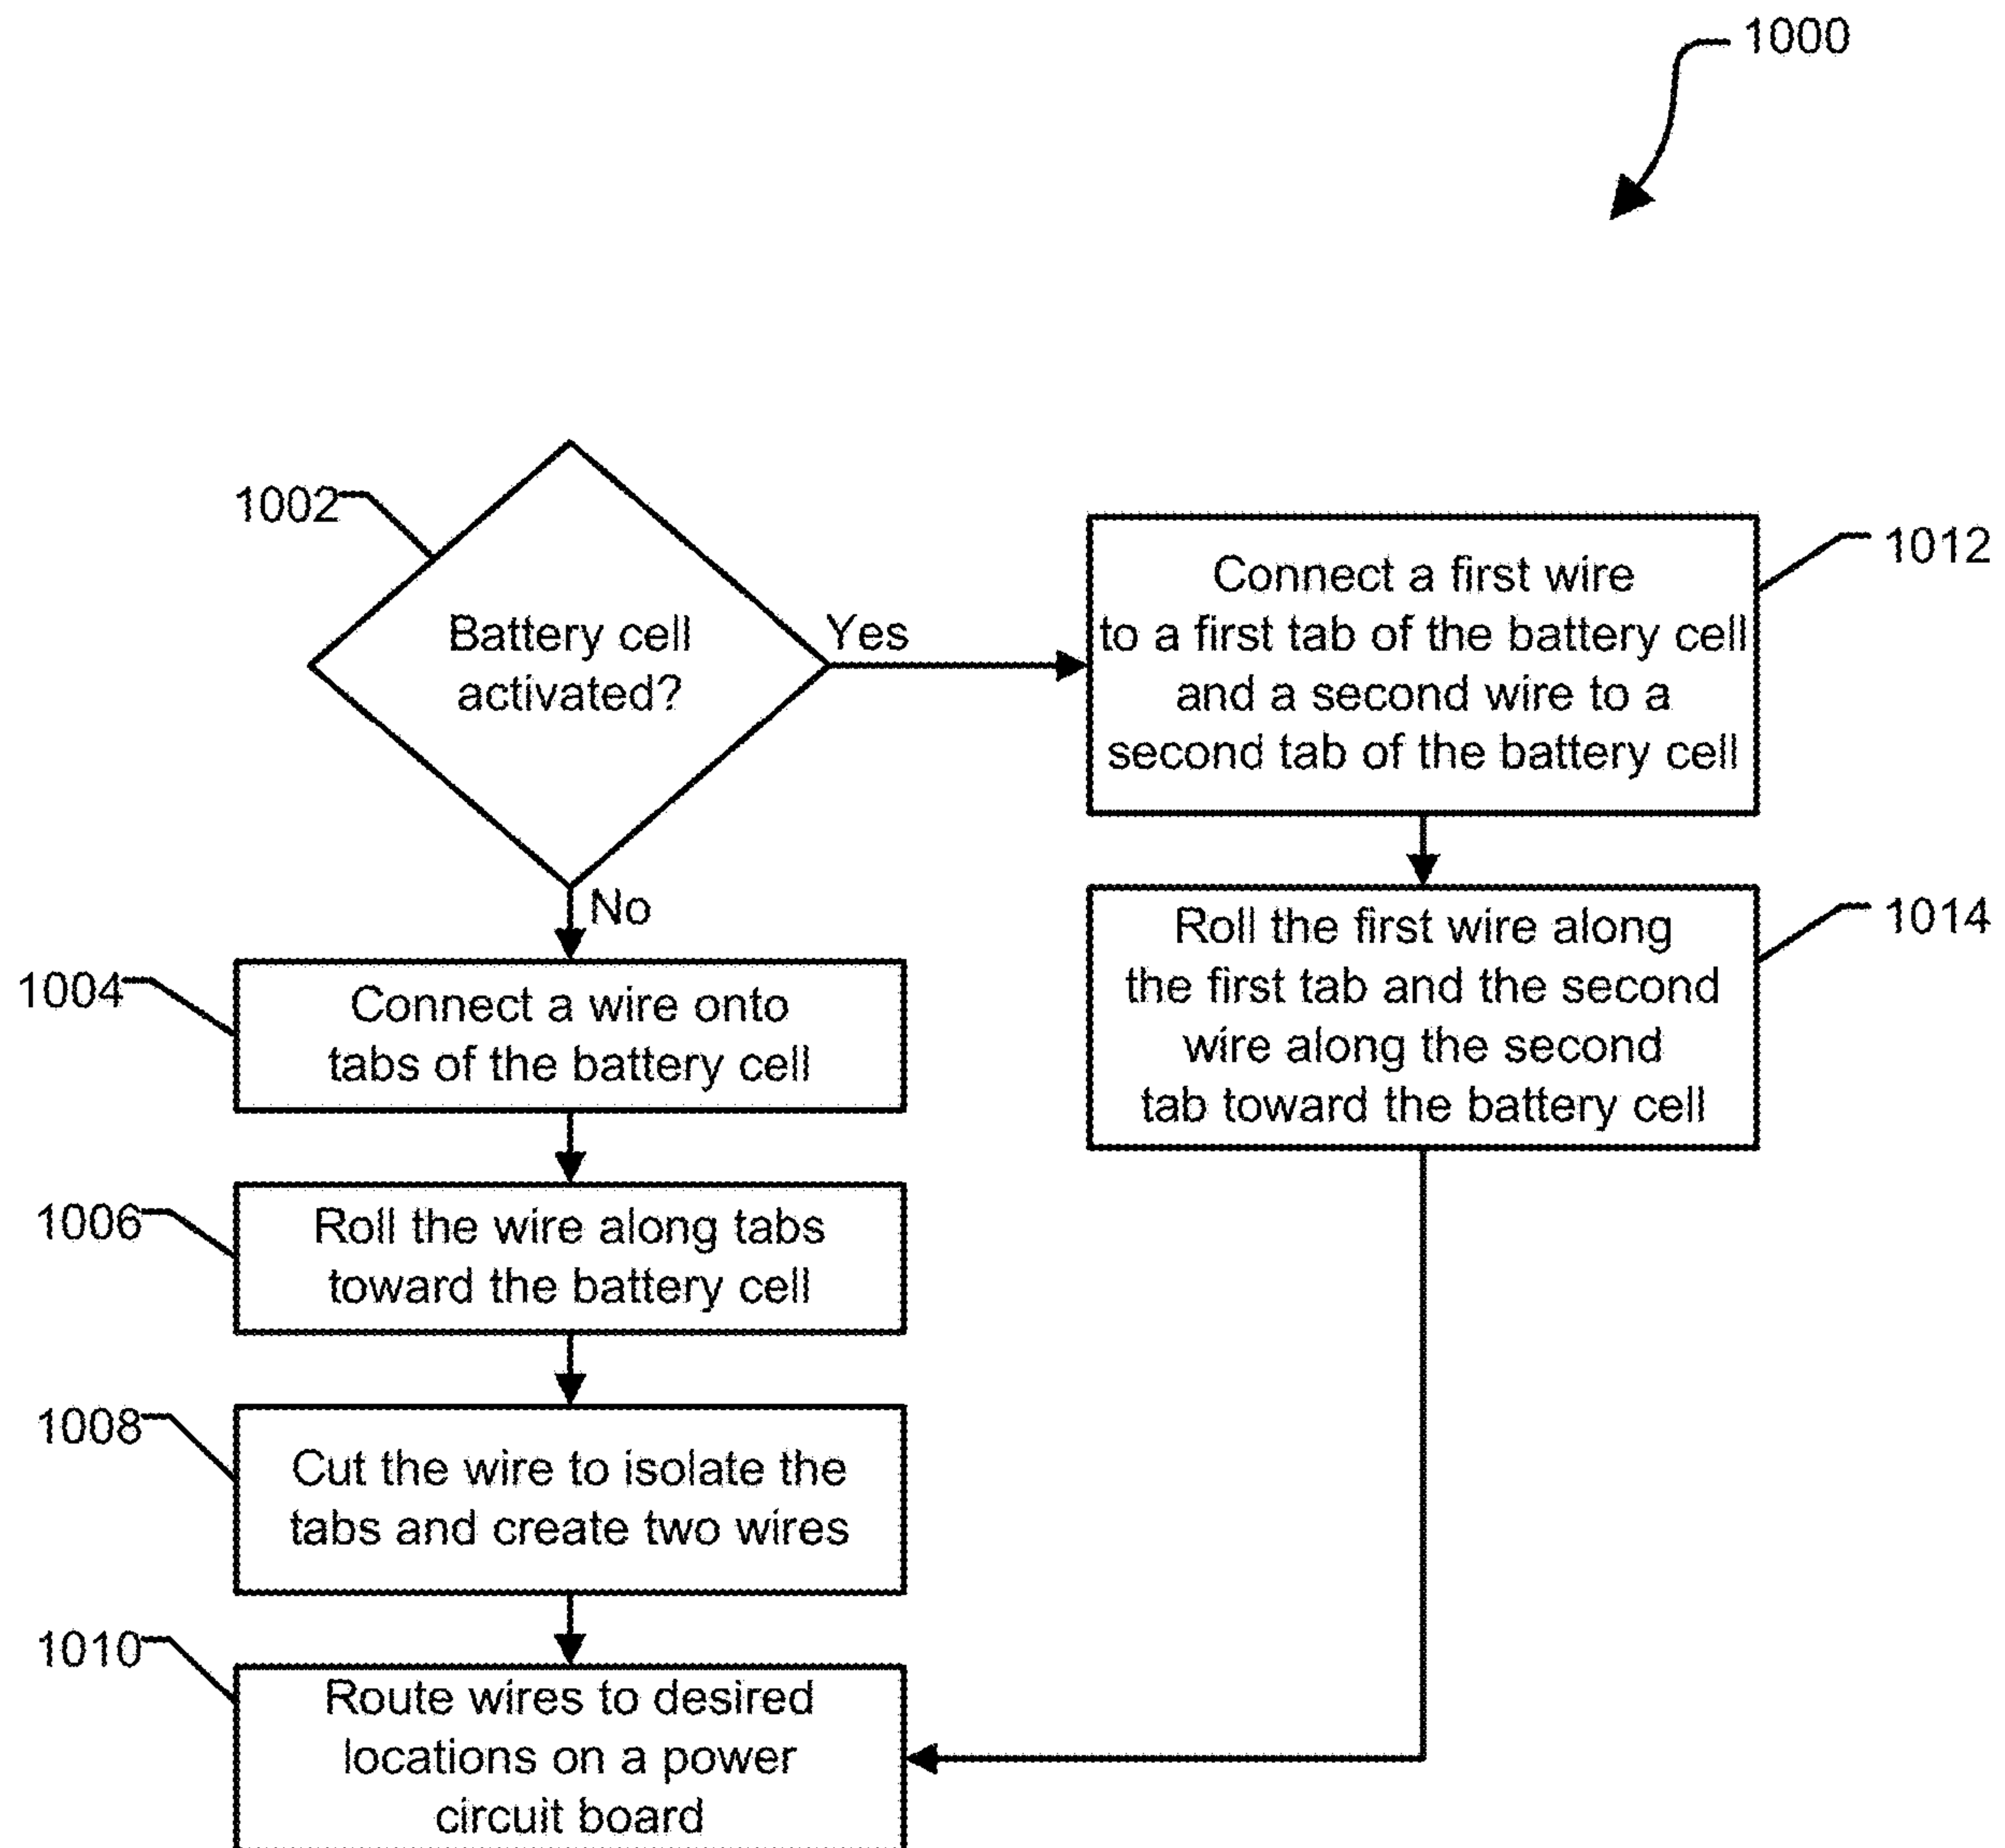 1000
1002
Battery cell
activated?
Yes
No
1012
Connect a first wire
to a first tab of the battery cell
and a second wire to a
second tab of the battery cell
1014
Roll the first wire along
the first tab and the second
wire along the second
tab toward the battery cell
1004
Connect a wire onto
tabs of the battery cell
1006
Roll the wire along tabs
toward the battery cell
1008
Cut the wire to isolate the
tabs and create two wires
1010
Route wires to desired
locations on a power
circuit board